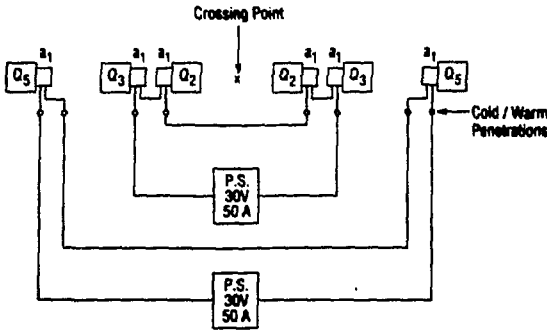 Crossing Point
a1 a1 a1 a1 a1 a1
Q5 Q3 Q2 x Q2 Q3 Q5
Cold / Warm
Penetrations
P.S.
30V
50 A
P.S.
30V
50 A